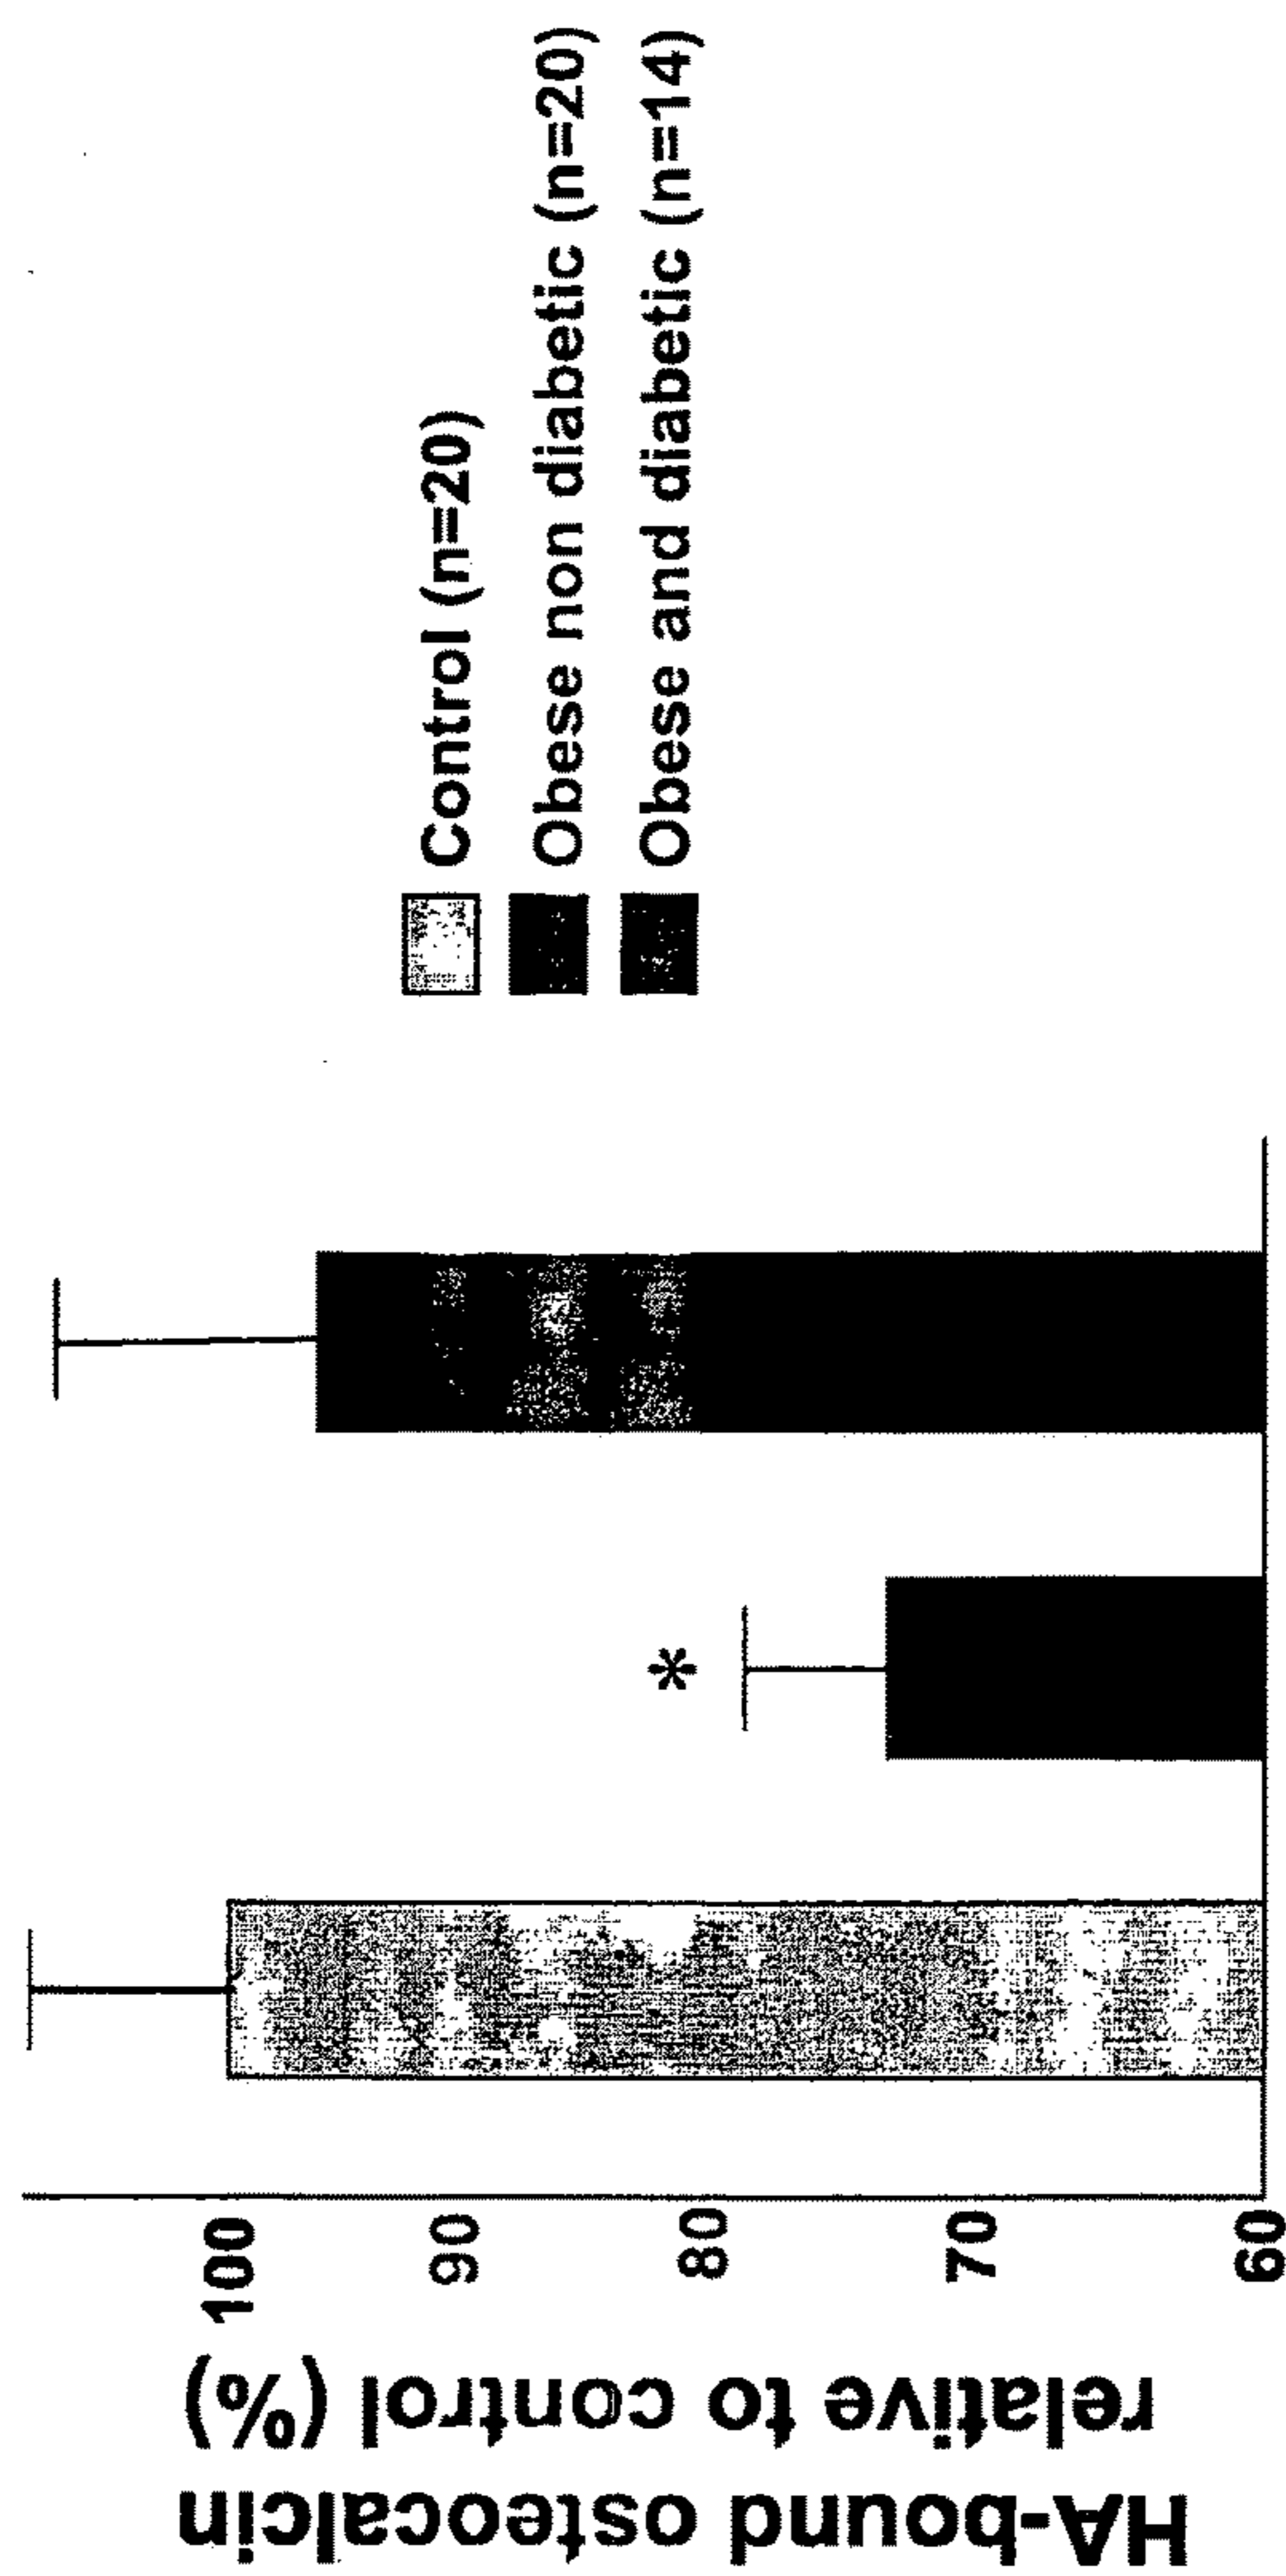 HA-bound osteocalcin
relative to control (%)
100
90
80
70
60
*
Control (n=20)
Obese non diabetic (n=20)
Obese and diabetic (n=14)